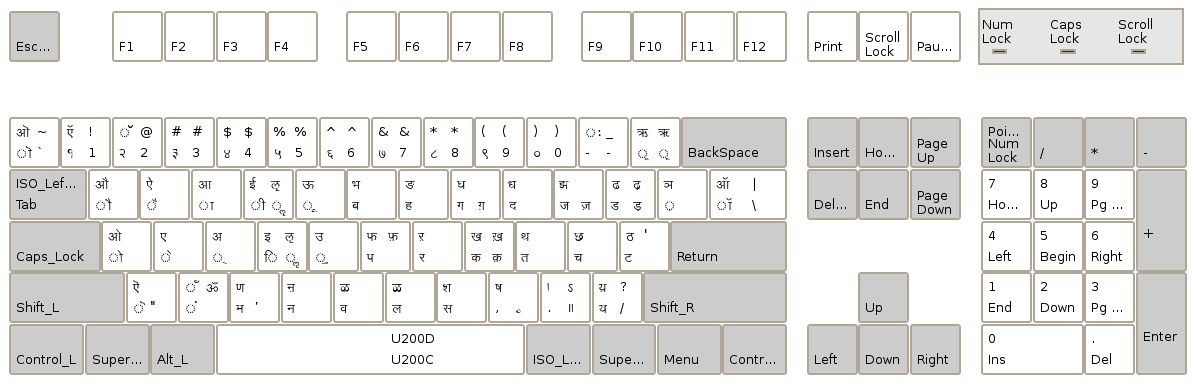 Esc... F1 F2 F3 F4 F5 F6 F7 F8 F9 F10 F11 F12 Print Scroll Lock Pau... Num Lock Caps Lock Scroll Lock
ऒ ~ ऍ ! ॅ @ # # $ $ % % ^ ^ & & * * ( ( ) ) ः _ ऋ ऋ
ॊ ` १ 1 २ 2 ३ 3 ४ 4 ५ 5 ६ 6 ७ 7 ८ 8 ९ 9 ० 0 - - ृ ृ BackSpace Insert Ho... Page Up Poi... Num Lock / * -
ISO_Lef... औ ऐ आ ई ऌ ऊ भ ङ घ ध झ ढ ढ़ ञ ऑ |
Tab ौ ै ा ी ॢ ू ब ह ग ग़ द ज ज़ ड ड़ ़ ॉ \ Del... End Page Down 7 Ho... 8 Up 9 Pg ... +
ओ ए अ इ ऌ उ फ फ़ ऱ ख ख़ थ छ ठ '
Caps_Lock ो े ् ि ॢ ु प र क क़ त च ट Return 4 Left 5 Begin 6 Right
ऎ ँ ॐ ण ऩ ळ ऴ श ष । ऽ य़ ?
Shift_L ॆ " ं म ' न व ल स , . ॥ य / Shift_R Up 1 End 2 Down 3 Pg ... Enter
U200D
Control_L Super... Alt_L U200C ISO_L... Supe... Menu Contr... Left Down Right 0 Ins . Del